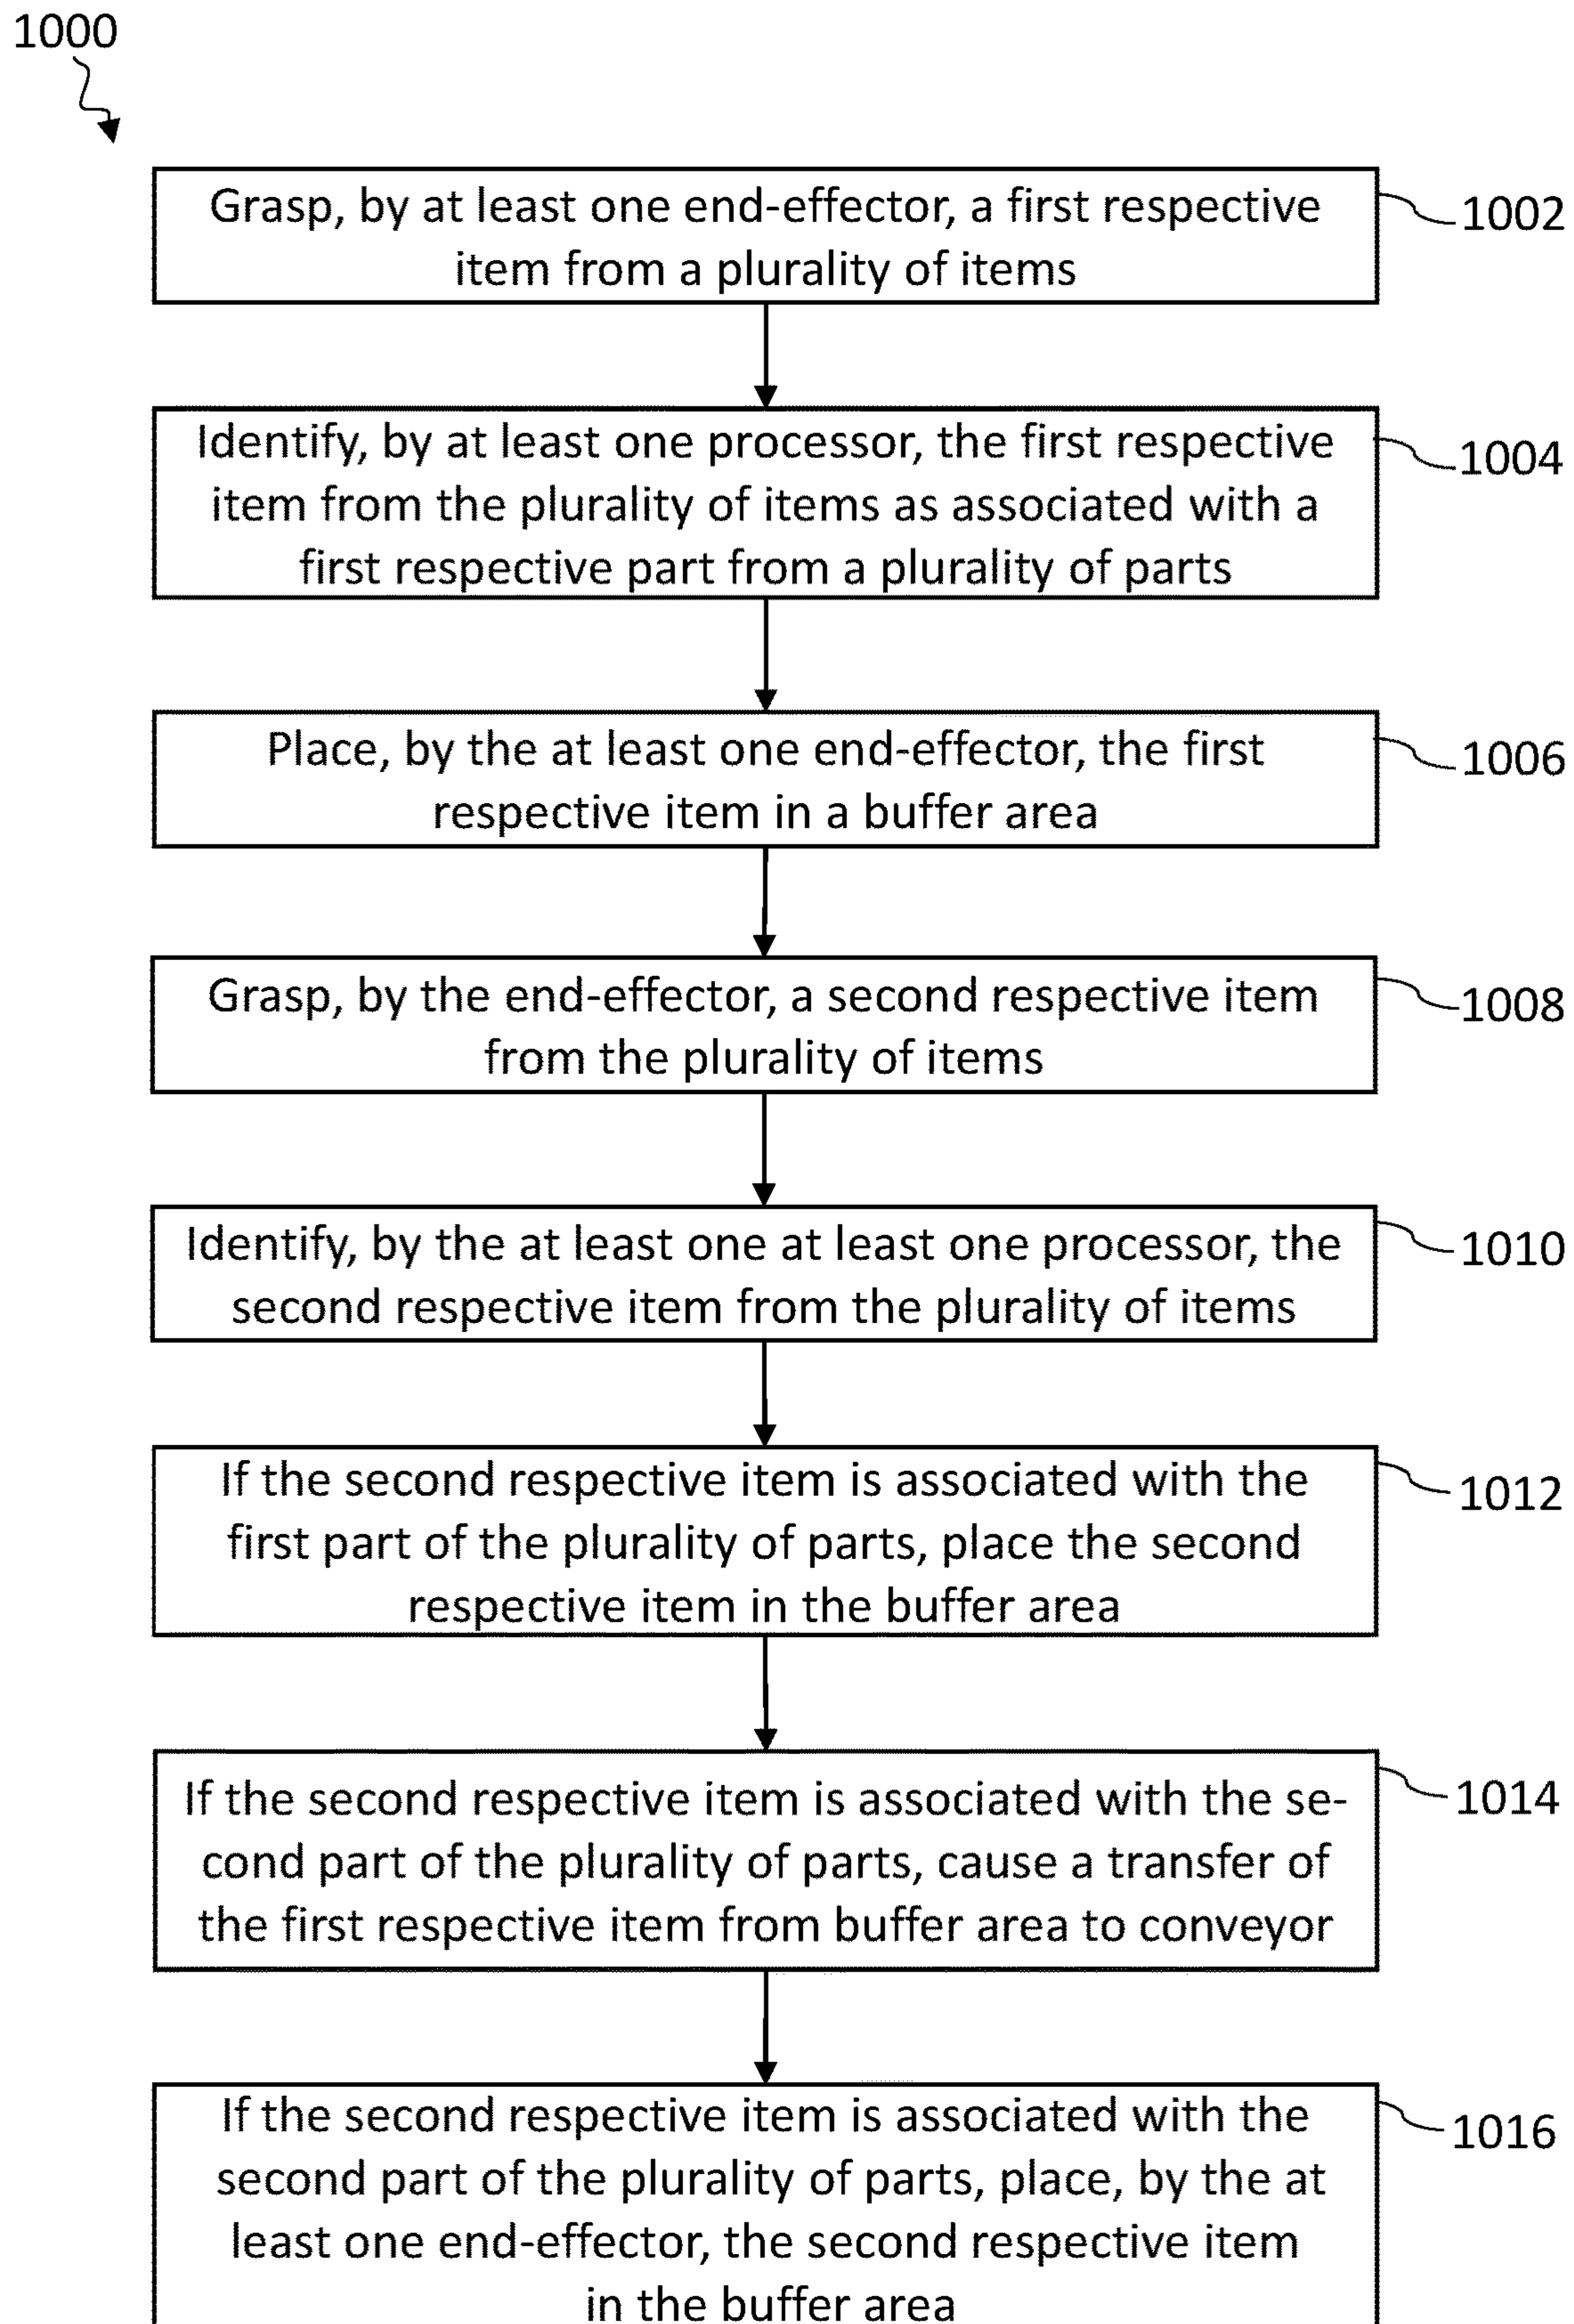 1000
Grasp, by at least one end-effector, a first respective
item from a plurality of items
1002
Identify, by at least one processor, the first respective
item from the plurality of items as associated with a
first respective part from a plurality of parts
1004
Place, by the at least one end-effector, the first
respective item in a buffer area
1006
Grasp, by the end-effector, a second respective item
from the plurality of items
1008
Identify, by the at least one at least one processor, the
second respective item from the plurality of items
1010
If the second respective item is associated with the
first part of the plurality of parts, place the second
respective item in the buffer area
1012
If the second respective item is associated with the se-
cond part of the plurality of parts, cause a transfer of
the first respective item from buffer area to conveyor
1014
If the second respective item is associated with the
second part of the plurality of parts, place, by the at
least one end-effector, the second respective item
in the buffer area
1016